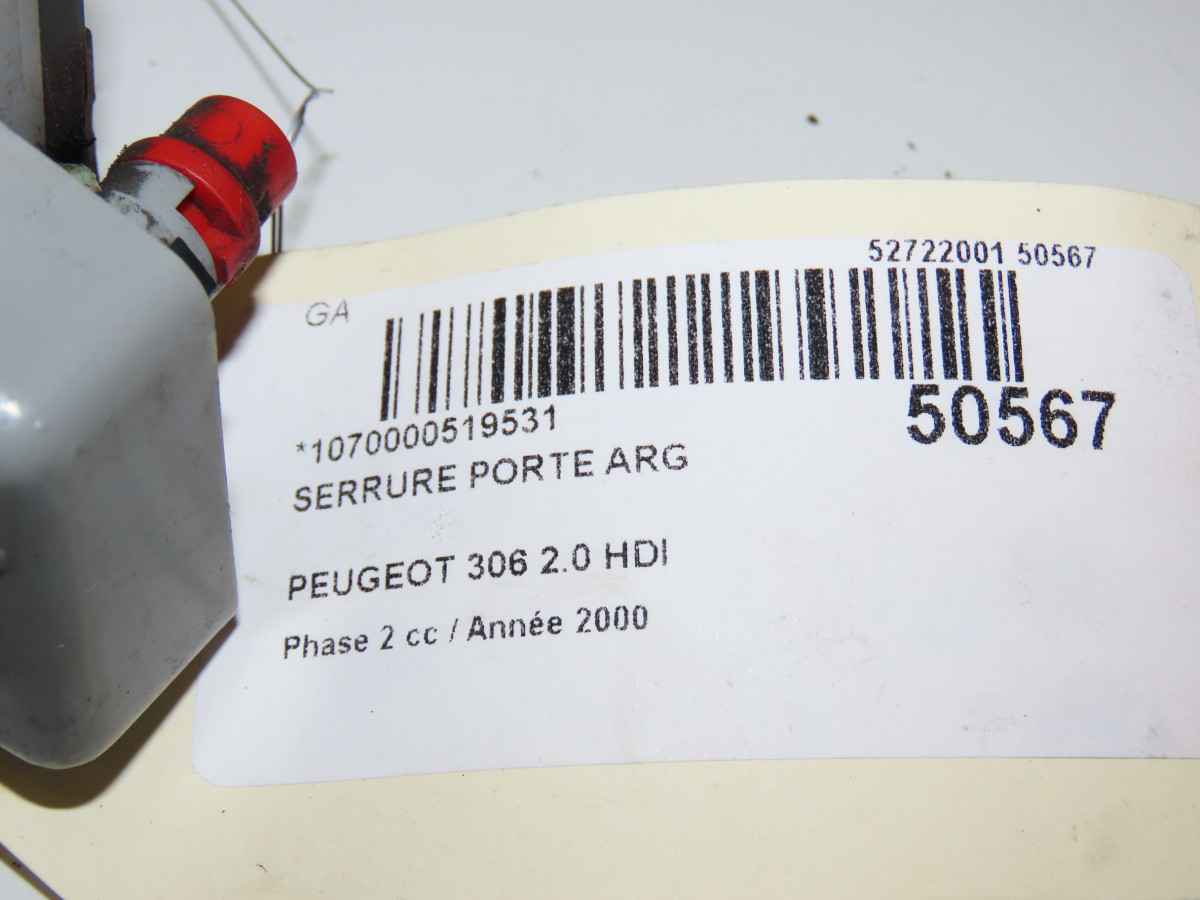 52722001 50567
GA
*1070000519531
50567
SERRURE PORTE ARG
PEUGEOT 306 2.0 HDI
Phase 2 cc / Année 2000